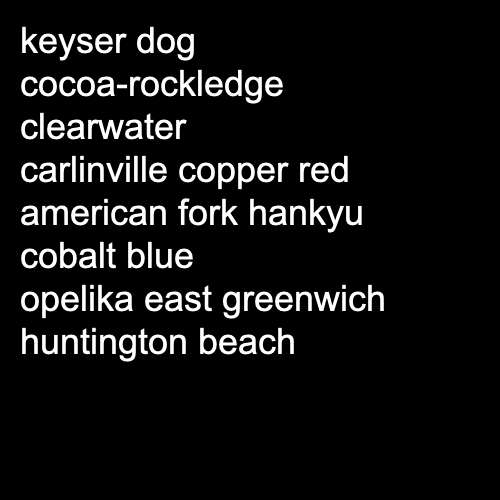 keyser dog
cocoa-rockledge
clearwater
carlinville copper red
american fork hankyu
cobalt blue
opelika east greenwich
huntington beach